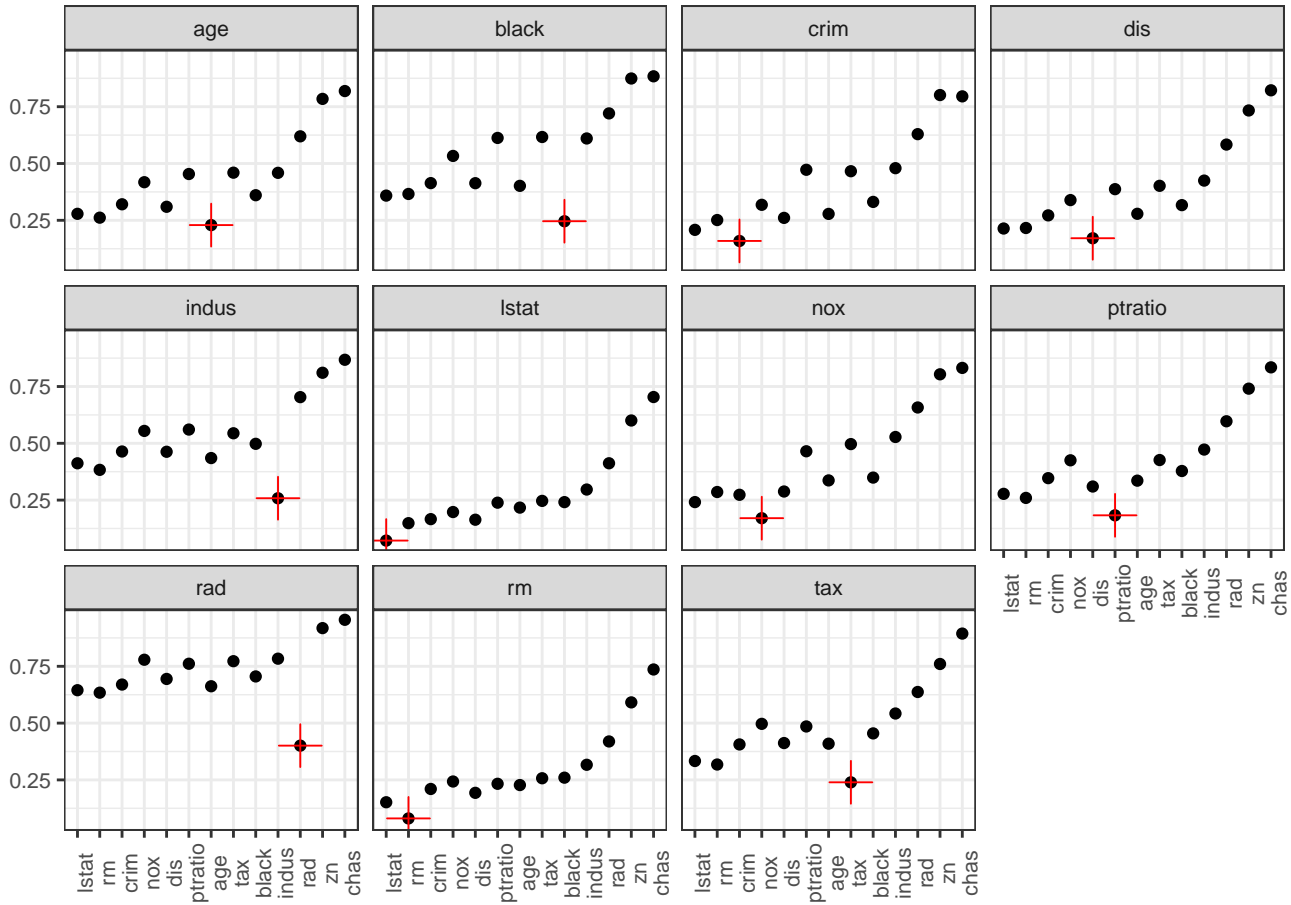 age black crim dis
0.75
0.50
0.25
indus lstat nox ptratio
0.75
0.50
0.25
lstat rm crim nox dis ptratio age tax black indus rad zn chas
rad rm tax
0.75
0.50
0.25
lstat rm crim nox dis ptratio age tax black indus rad zn chas
lstat rm crim nox dis ptratio age tax black indus rad zn chas
lstat rm crim nox dis ptratio age tax black indus rad zn chas